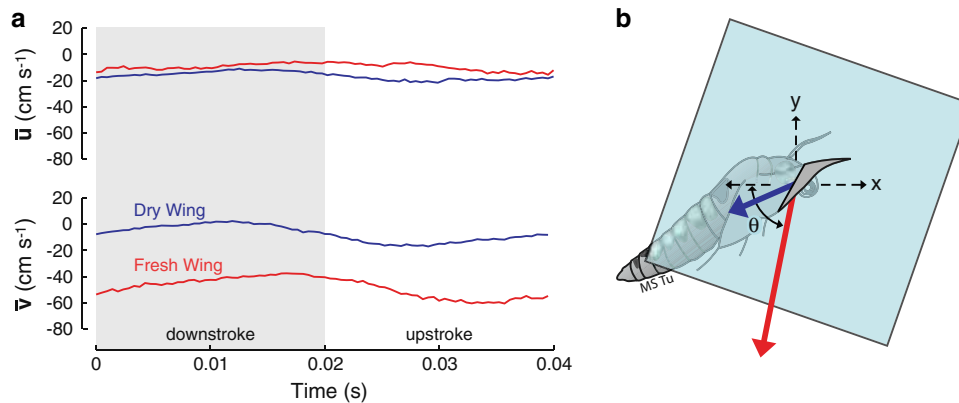 a
20
0
-20
-40
-60
-80
u̅ (cm s⁻¹)
20
0
-20
-40
-60
-80
v̅ (cm s⁻¹)
Dry Wing
Fresh Wing
downstroke
upstroke
0
0.01
0.02
0.03
0.04
Time (s)
b
y
x
θ
MS Tu